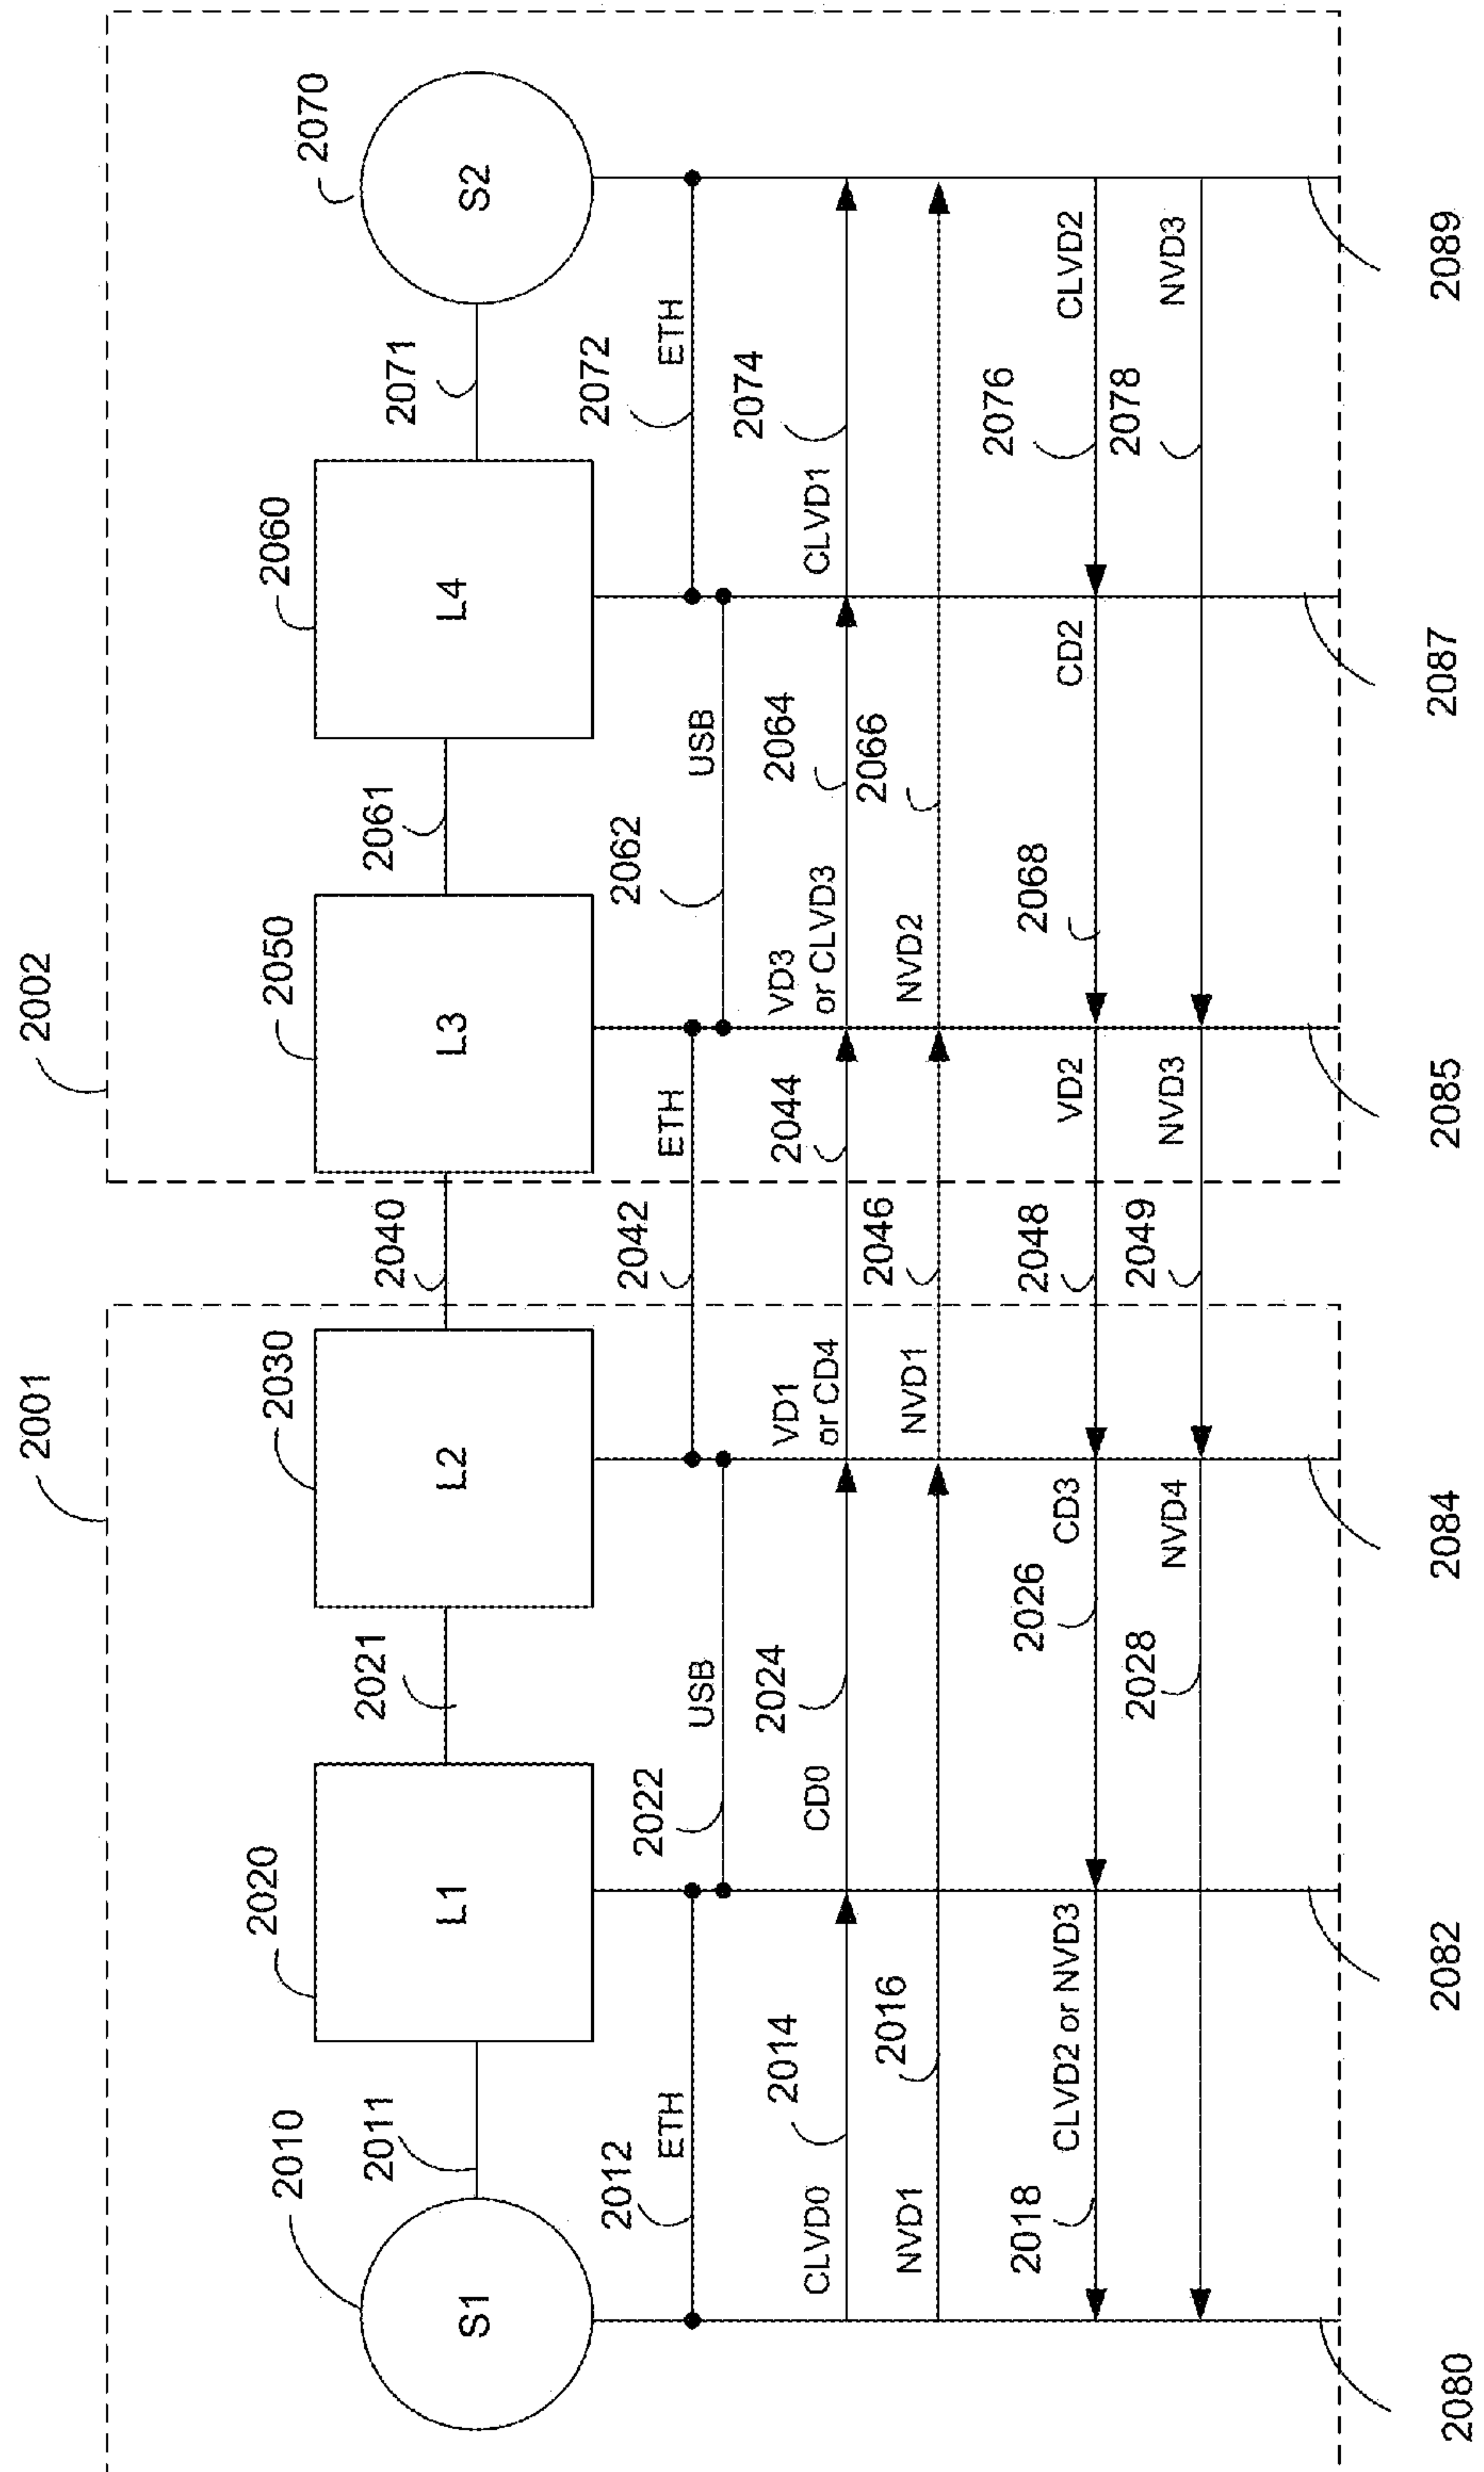 2001
2002
2010
2011
2020
2021
2030
2040
2050
2061
2060
2071
2070
S1
L1
L2
L3
L4
S2
2012
ETH
2022
USB
2042
ETH
2062
USB
2072
ETH
CLVD0
2014
CD0
2024
VD1
or CD4
2044
VD3
or CLVD3
2064
CLVD1
2074
NVD1
2016
NVD1
2046
NVD2
2066
2018
CLVD2 or NVD3
2026
CD3
2048
VD2
2068
CD2
2076
CLVD2
2028
NVD4
2049
NVD3
2078
NVD3
2080
2082
2084
2085
2087
2089